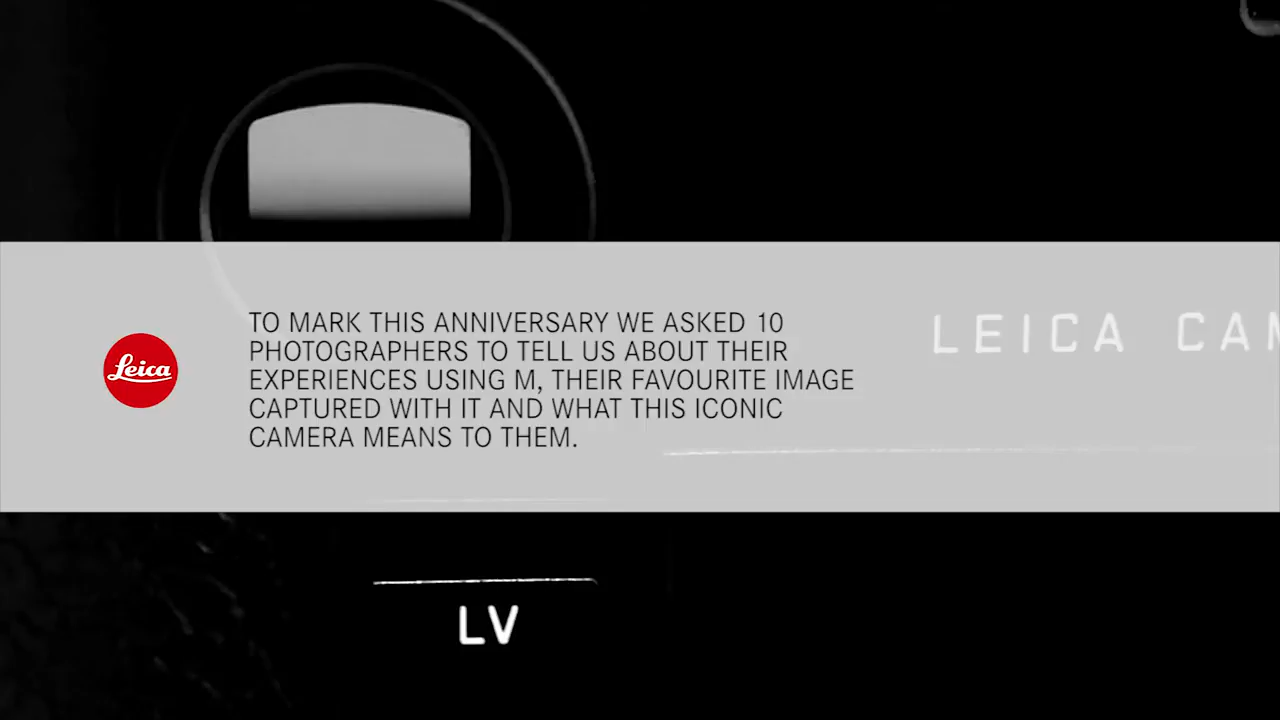 Leica
TO MARK THIS ANNIVERSARY WE ASKED 10
PHOTOGRAPHERS TO TELL US ABOUT THEIR
EXPERIENCES USING M, THEIR FAVOURITE IMAGE
CAPTURED WITH IT AND WHAT THIS ICONIC
CAMERA MEANS TO THEM.
LEICA CAM
LV